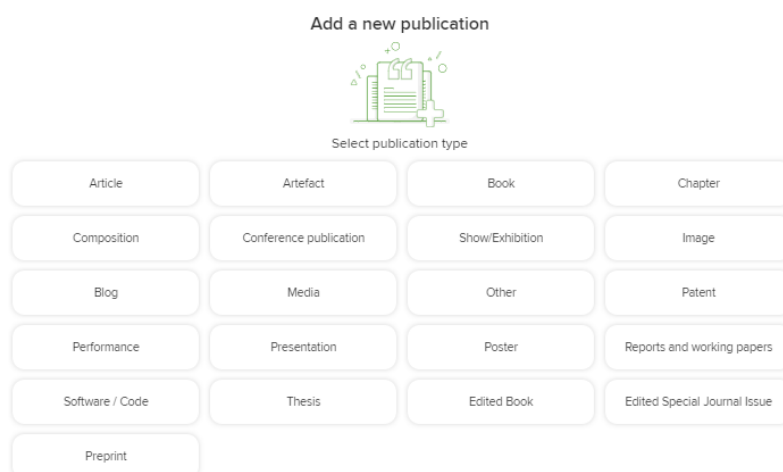 Add a new publication
Select publication type
Article
Artefact
Book
Chapter
Composition
Conference publication
Show/Exhibition
Image
Blog
Media
Other
Patent
Performance
Presentation
Poster
Reports and working papers
Software / Code
Thesis
Edited Book
Edited Special Journal Issue
Preprint